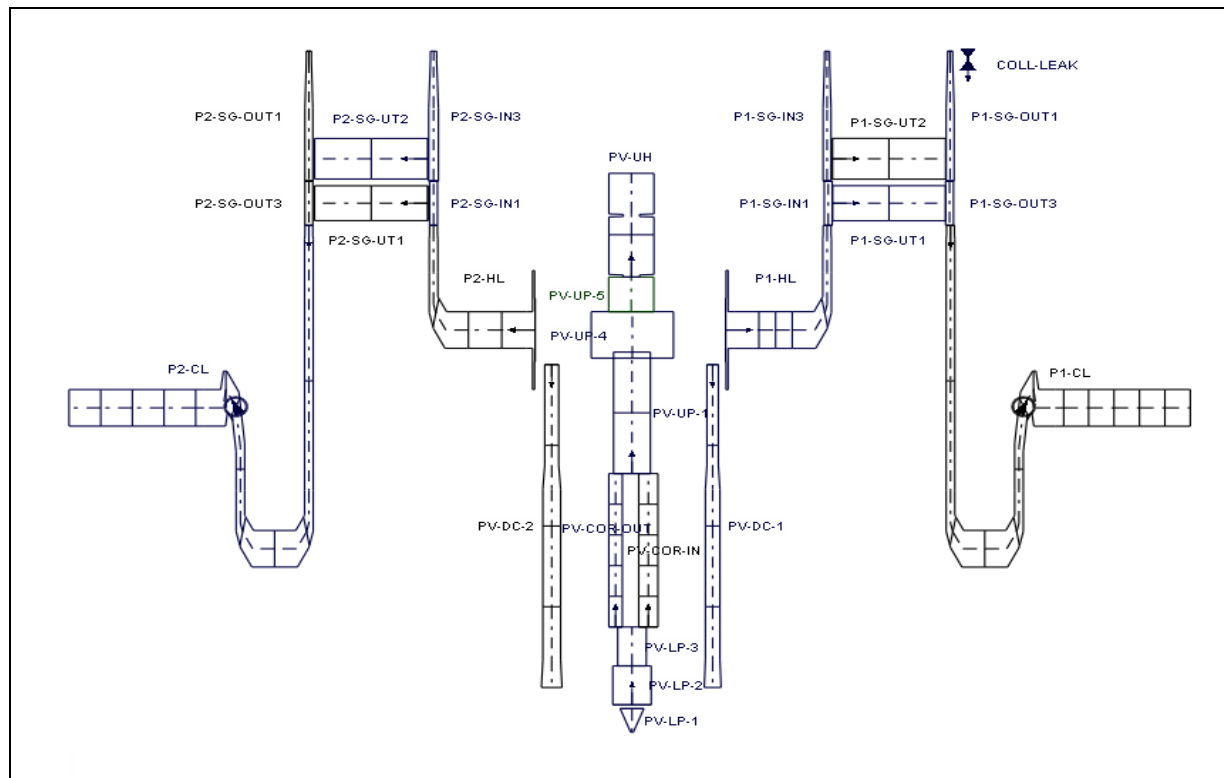 COLL-LEAK
P2-SG-OUT1
P2-SG-UT2
P2-SG-IN3
P1-SG-IN3
P1-SG-UT2
P1-SG-OUT1
PV-UH
P2-SG-OUT3
P2-SG-IN1
P1-SG-IN1
P1-SG-OUT3
P2-SG-UT1
P1-SG-UT1
P2-HL
P1-HL
PV-UP-5
PV-UP-4
P2-CL
P1-CL
PV-UP-1
PV-DC-2
PV-COR-OUT
PV-DC-1
PV-COR-IN
PV-LP-3
PV-LP-2
PV-LP-1